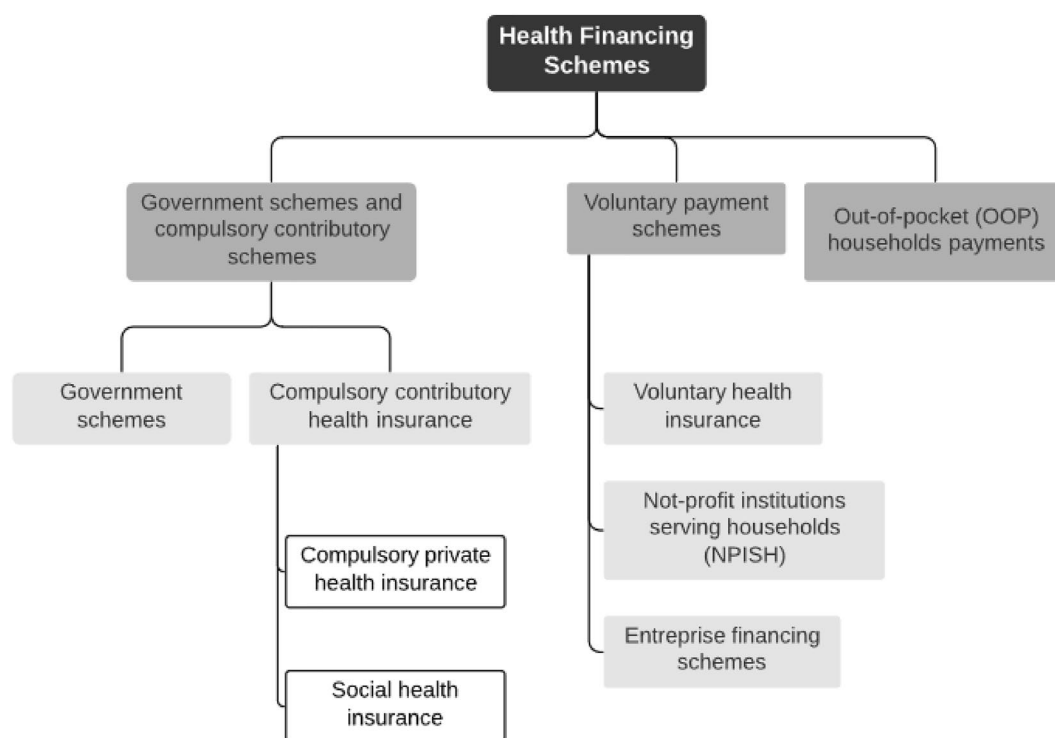 Health Financing
Schemes
Government schemes and
compulsory contributory
schemes
Voluntary payment
schemes
Out-of-pocket (OOP)
households payments
Government
schemes
Compulsory contributory
health insurance
Voluntary health
insurance
Not-profit institutions
serving households
(NPISH)
Compulsory private
health insurance
Entreprise financing
schemes
Social health
insurance